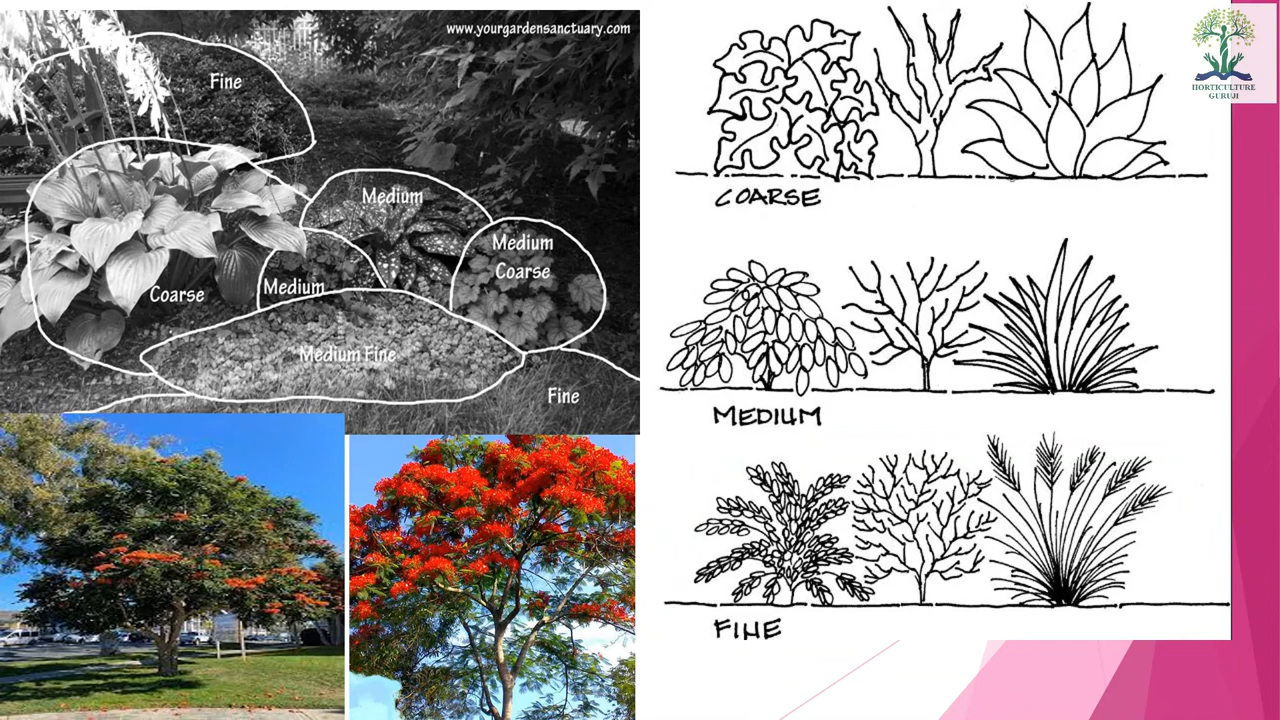 www.yourgardensanctuary.com
Fine
Medium
Medium
Coarse
Coarse
Medium
Medium Fine
Fine
HORTICULTURE
GURUJI
COARSE
MEDIUM
FINE